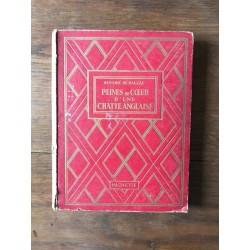 HONORÉ DE BALZAC
PEINES DE CŒUR
D'UNE
CHATTE ANGLAISE
HACHETTE